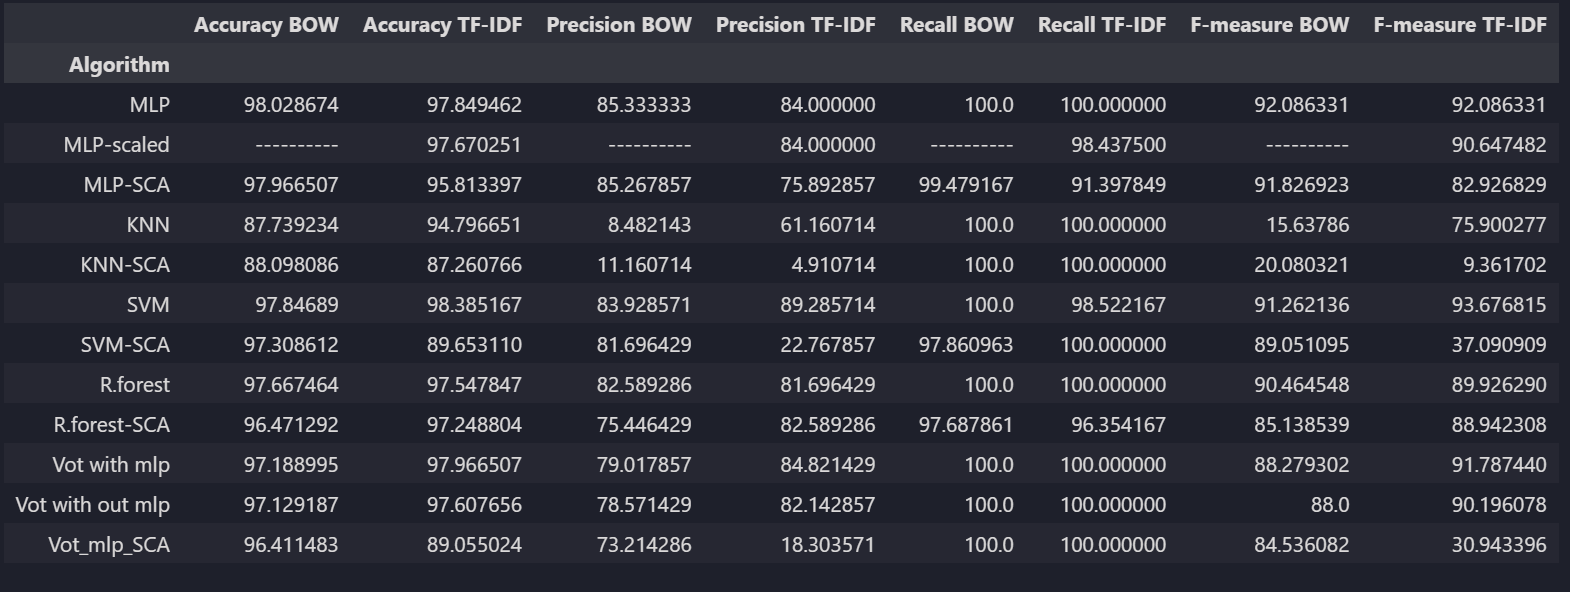 Accuracy BOW Accuracy TF-IDF Precision BOW Precision TF-IDF Recall BOW Recall TF-IDF F-measure BOW F-measure TF-IDF
Algorithm
MLP 98.028674 97.849462 85.333333 84.000000 100.0 100.000000 92.086331 92.086331
MLP-scaled ---------- 97.670251 ---------- 84.000000 ---------- 98.437500 ---------- 90.647482
MLP-SCA 97.966507 95.813397 85.267857 75.892857 99.479167 91.397849 91.826923 82.926829
KNN 87.739234 94.796651 8.482143 61.160714 100.0 100.000000 15.63786 75.900277
KNN-SCA 88.098086 87.260766 11.160714 4.910714 100.0 100.000000 20.080321 9.361702
SVM 97.84689 98.385167 83.928571 89.285714 100.0 98.522167 91.262136 93.676815
SVM-SCA 97.308612 89.653110 81.696429 22.767857 97.860963 100.000000 89.051095 37.090909
R.forest 97.667464 97.547847 82.589286 81.696429 100.0 100.000000 90.464548 89.926290
R.forest-SCA 96.471292 97.248804 75.446429 82.589286 97.687861 96.354167 85.138539 88.942308
Vot with mlp 97.188995 97.966507 79.017857 84.821429 100.0 100.000000 88.279302 91.787440
Vot with out mlp 97.129187 97.607656 78.571429 82.142857 100.0 100.000000 88.0 90.196078
Vot_mlp_SCA 96.411483 89.055024 73.214286 18.303571 100.0 100.000000 84.536082 30.943396